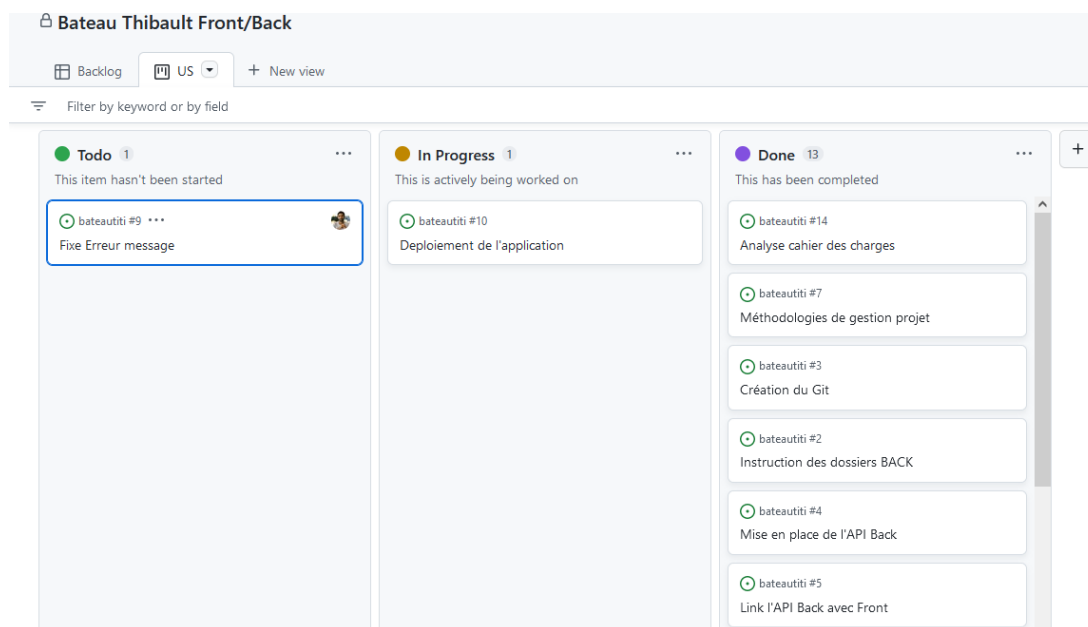 Bateau Thibault Front/Back
Backlog
US
New view
Filter by keyword or by field
Todo 1
This item hasn't been started
bateautiti #9
Fixe Erreur message
In Progress 1
This is actively being worked on
bateautiti #10
Deploiement de l'application
Done 13
This has been completed
bateautiti #14
Analyse cahier des charges
bateautiti #7
Méthodologies de gestion projet
bateautiti #3
Création du Git
bateautiti #2
Instruction des dossiers BACK
bateautiti #4
Mise en place de l'API Back
bateautiti #5
Link l'API Back avec Front